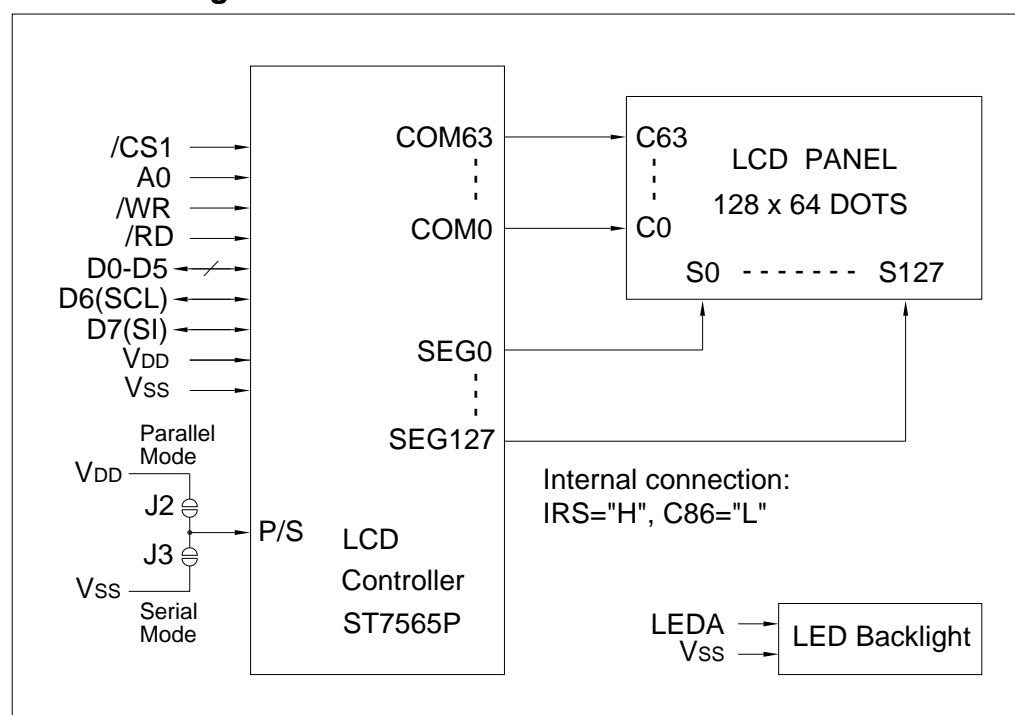 /CS1
A0
/WR
/RD
D0-D5
D6(SCL)
D7(SI)
VDD
VSS
Parallel
Mode
VDD
J2
J3
VSS
Serial
Mode
P/S
COM63
COM0
SEG0
SEG127
LCD
Controller
ST7565P
C63
C0
LCD PANEL
128 x 64 DOTS
S0 - - - - - - - S127
Internal connection:
IRS="H", C86="L"
LEDA
VSS
LED Backlight